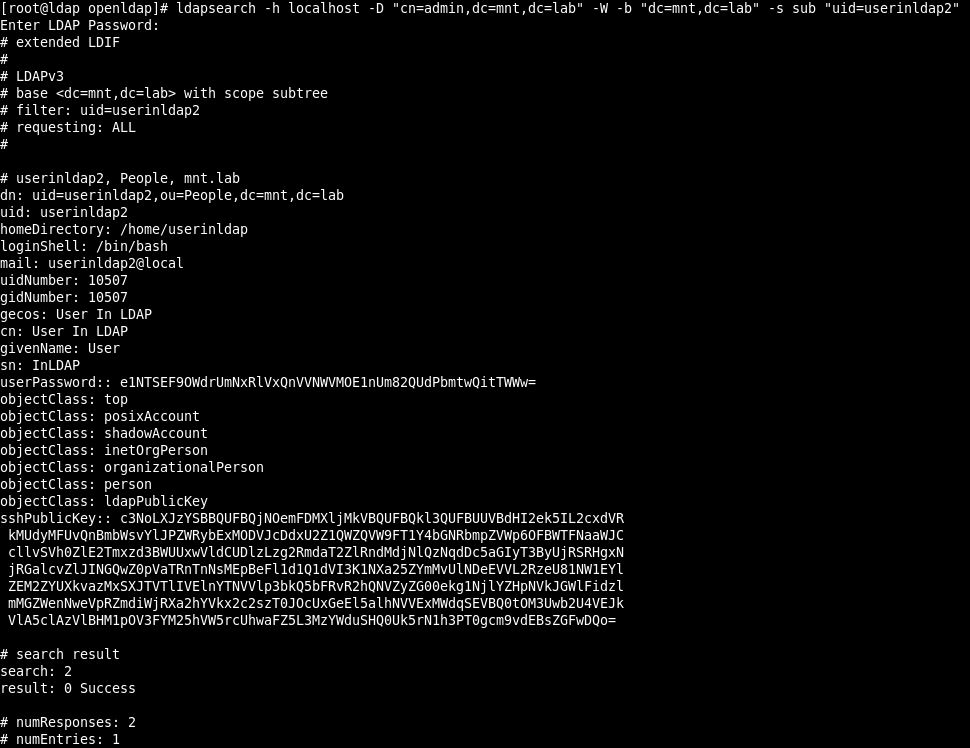 [root@ldap openldap]# ldapsearch -h localhost -D "cn=admin,dc=mnt,dc=lab" -W -b "dc=mnt,dc=lab" -s sub "uid=userinldap2"
Enter LDAP Password:
# extended LDIF
#
# LDAPv3
# base <dc=mnt,dc=lab> with scope subtree
# filter: uid=userinldap2
# requesting: ALL
#
# userinldap2, People, mnt.lab
dn: uid=userinldap2,ou=People,dc=mnt,dc=lab
uid: userinldap2
homeDirectory: /home/userinldap
loginShell: /bin/bash
mail: userinldap2@local
uidNumber: 10507
gidNumber: 10507
gecos: User In LDAP
cn: User In LDAP
givenName: User
sn: InLDAP
userPassword:: e1NTSEF9OWdrUmNxRlVxQnVVNWVMOE1nUm82QUdPbmtwQitTWWw=
objectClass: top
objectClass: posixAccount
objectClass: shadowAccount
objectClass: inetOrgPerson
objectClass: organizationalPerson
objectClass: person
objectClass: ldapPublicKey
sshPublicKey:: c3NoLXJzYSBBQUFBQjNOemFDMXljMkVBQUFBQkl3QUFBUUVBdHI2ek5IL2cxdVR
kMUdyMFUvQnBmbWsvYlJPZWRybExMODVJcDdxU2Z1QWZQVW9FT1Y4bGNRbmpZVWp6OFBWTFNaaWJC
cllvSVh0ZlE2Tmxzd3BWUUxwVldCUDlzLzg2RmdaT2ZlRndMdjNlQzNqdDc5aGIyT3ByUjRSRHgxN
jRGalcvZlJINGQwZ0pVaTRnTnNsMEpBeFl1d1Q1dVI3K1NXa25ZYmMvUlNDeEVVL2RzeU81NW1EYl
ZEM2ZYUXkvazMxSXJTVTlIVElnYTNVVlp3bkQ5bFRvR2hQNVZyZG00ekg1NjlYZHpNVkJGWlFidzl
mMGZWenNweVpRZmdiWjRXa2hYVkx2c2szT0JOcUxGeEl5alhNVVExMWdqSEVBQ0tOM3Uwb2U4VEJk
VlA5clAzVlBHM1pOV3FYM25hVW5rcUhwaFZ5L3MzYWduSHQ0Uk5rN1h3PT0gcm9vdEBsZGFwDQo=
# search result
search: 2
result: 0 Success
# numResponses: 2
# numEntries: 1